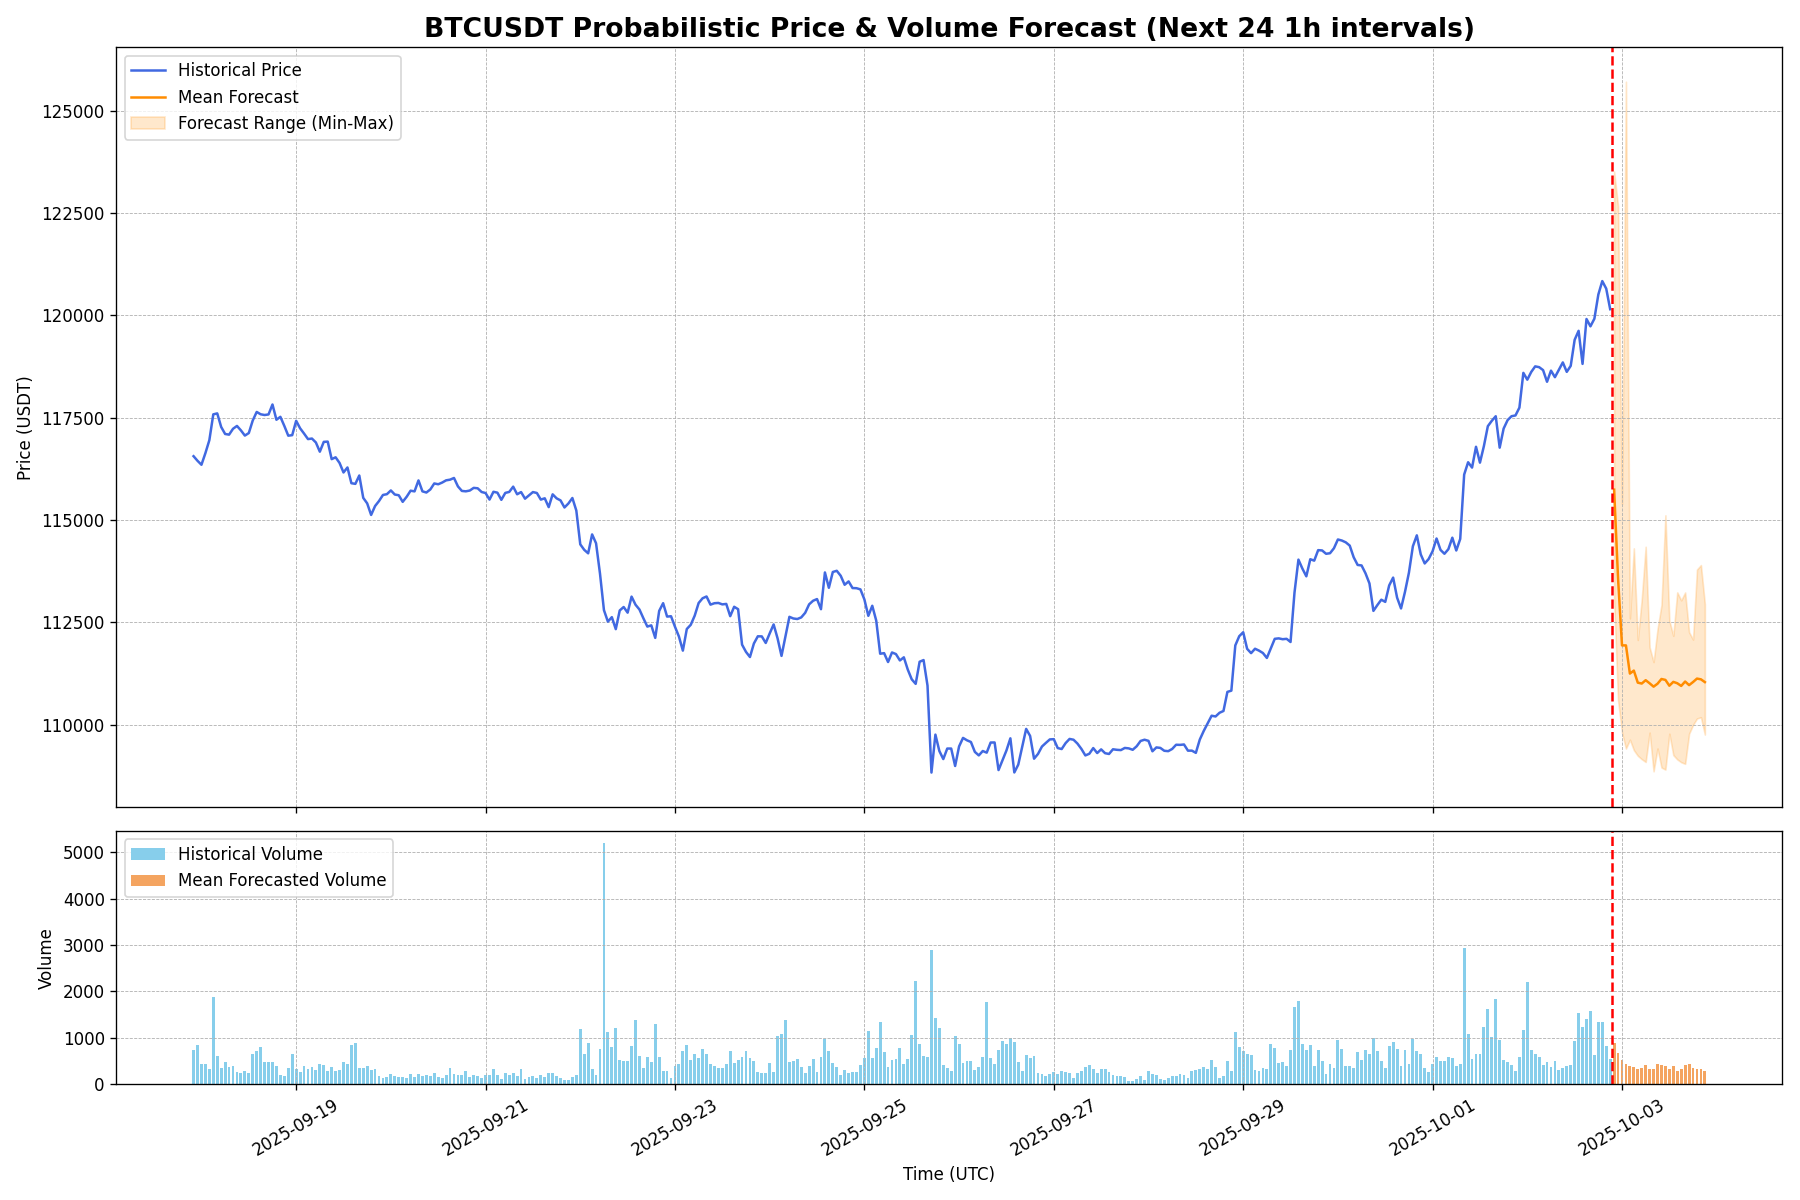 BTCUSDT Probabilistic Price & Volume Forecast (Next 24 1h intervals)
Historical Price
Mean Forecast
Forecast Range (Min-Max)
125000
122500
120000
117500
115000
112500
110000
Price (USDT)
Historical Volume
Mean Forecasted Volume
5000
4000
3000
2000
1000
0
Volume
2025-09-19
2025-09-21
2025-09-23
2025-09-25
2025-09-27
2025-09-29
2025-10-01
2025-10-03
Time (UTC)